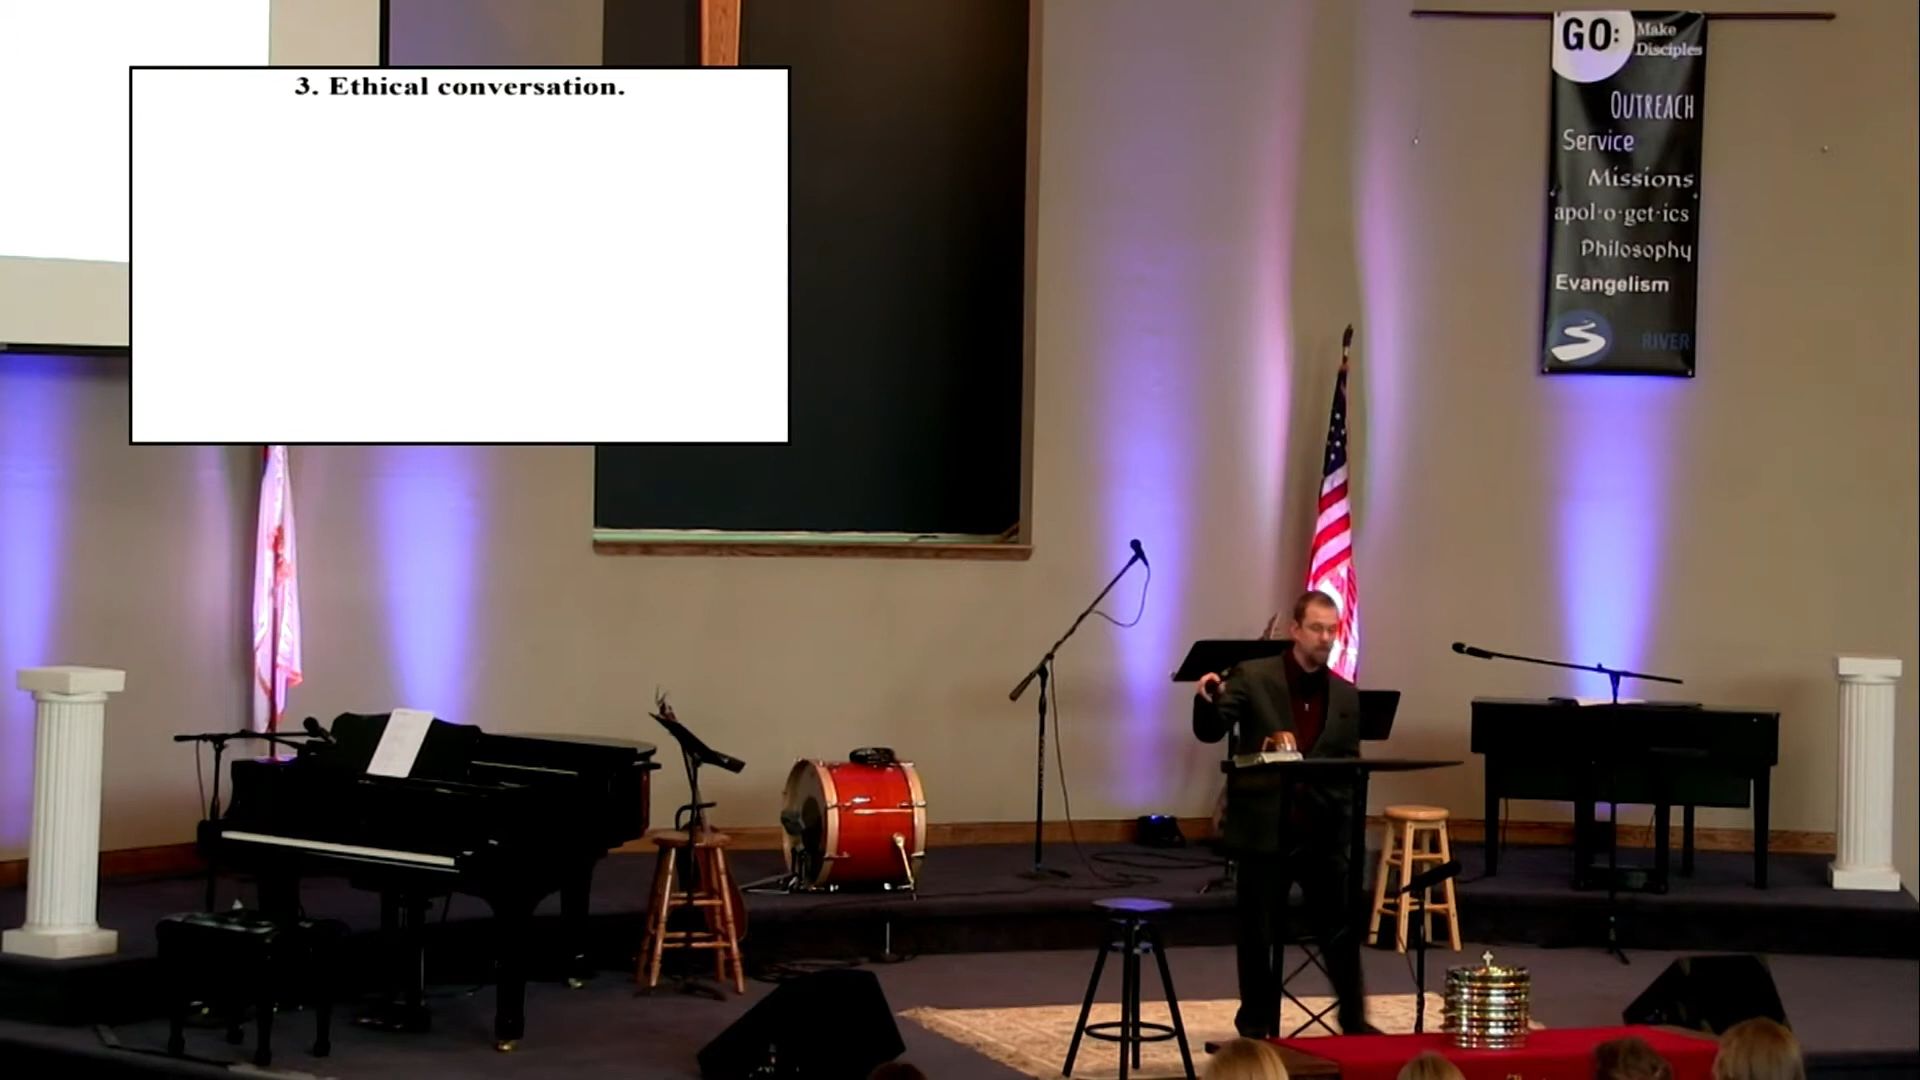 3. Ethical conversation.
GO: Make
Disciples
OUTREACH
Service
Missions
apol·o·get·ics
Philosophy
Evangelism
RIVER